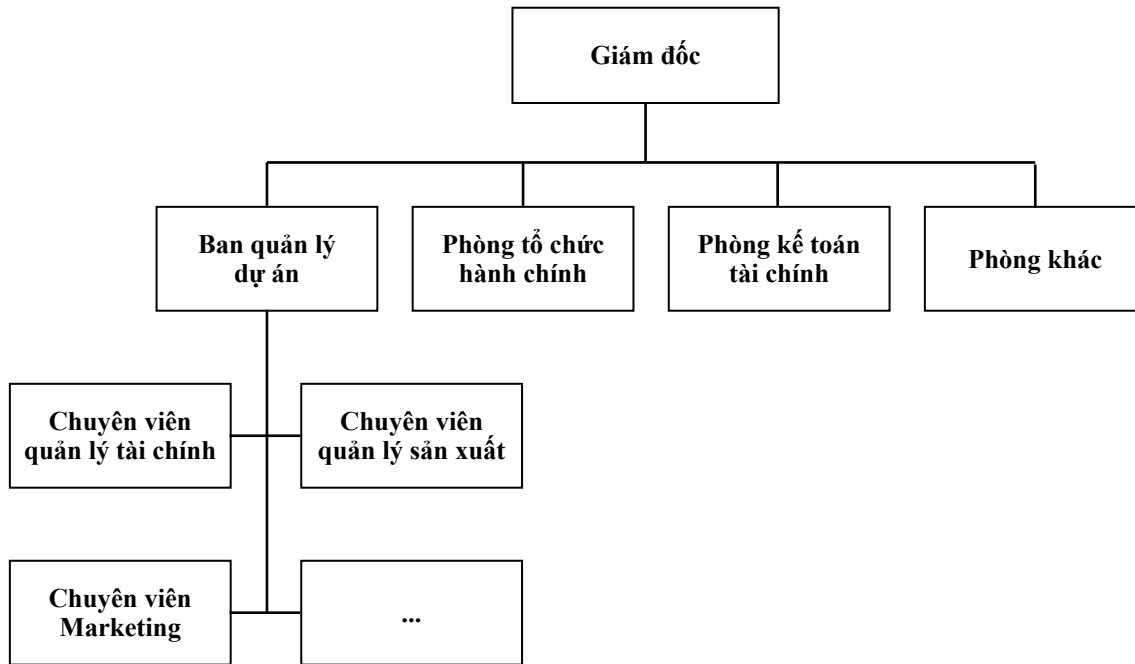 Giám đốc
Ban quản lý
dự án
Phòng tổ chức
hành chính
Phòng kế toán
tài chính
Phòng khác
Chuyên viên
quản lý tài chính
Chuyên viên
quản lý sản xuất
Chuyên viên
Marketing
...